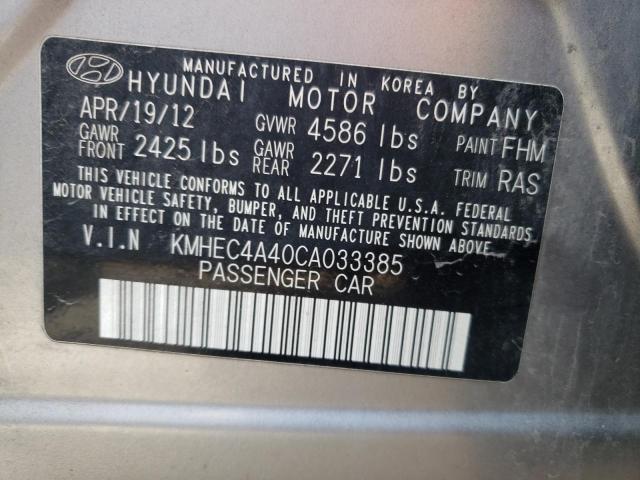 MANUFACTURED IN KOREA BY
HYUNDAI MOTOR COMPANY
APR/19/12 GVWR 4586 lbs PAINT FHM
GAWR FRONT 2425 lbs GAWR REAR 2271 lbs TRIM RAS
THIS VEHICLE CONFORMS TO ALL APPLICABLE U.S.A. FEDERAL
MOTOR VEHICLE SAFETY, BUMPER, AND THEFT PREVENTION STANDARDS
IN EFFECT ON THE DATE OF MANUFACTURE SHOWN ABOVE.
V.I.N KMHEC4A40CA033385
PASSENGER CAR